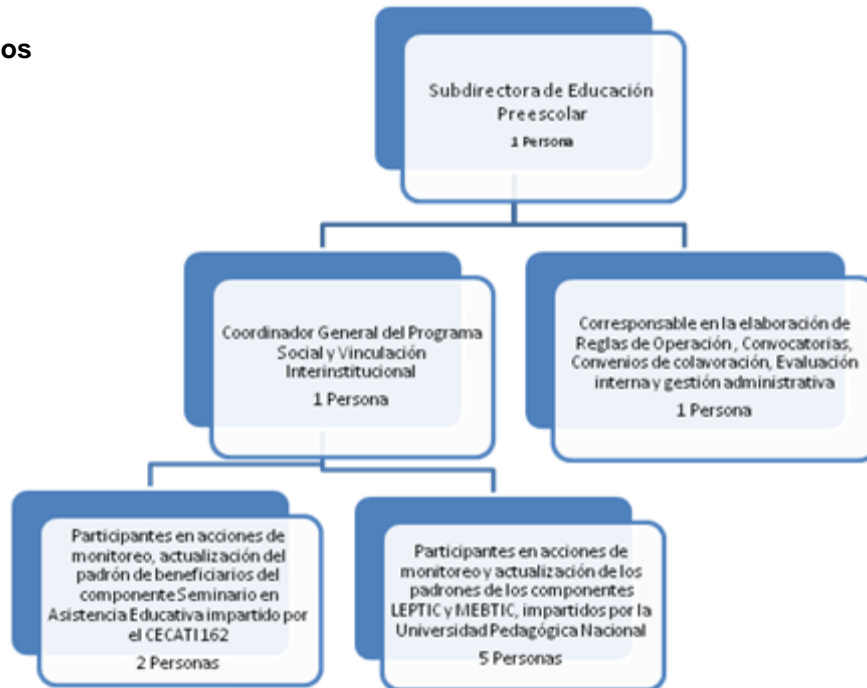 os
Subdirectora de Educación
Preescolar
1 Persona
Coordinador General del Programa
Social y Vinculación
Interinstitucional
1 Persona
Corresponsable en la elaboración de
Reglas de Operación , Convocatorias,
Convenios de colavoración, Evaluación
interna y gestión administrativa
1 Persona
Participantes en acciones de
monitoreo, actualización del
padrón de beneficiarios del
componente Seminario en
Asistencia Educativa impartido por
el CECATI 162
2 Personas
Participantes en acciones de
monitoreo y actualización de los
padrones de los componentes
LEPTIC y MEBTIC, impartidos por la
Universidad Pedagógica Nacional
5 Personas